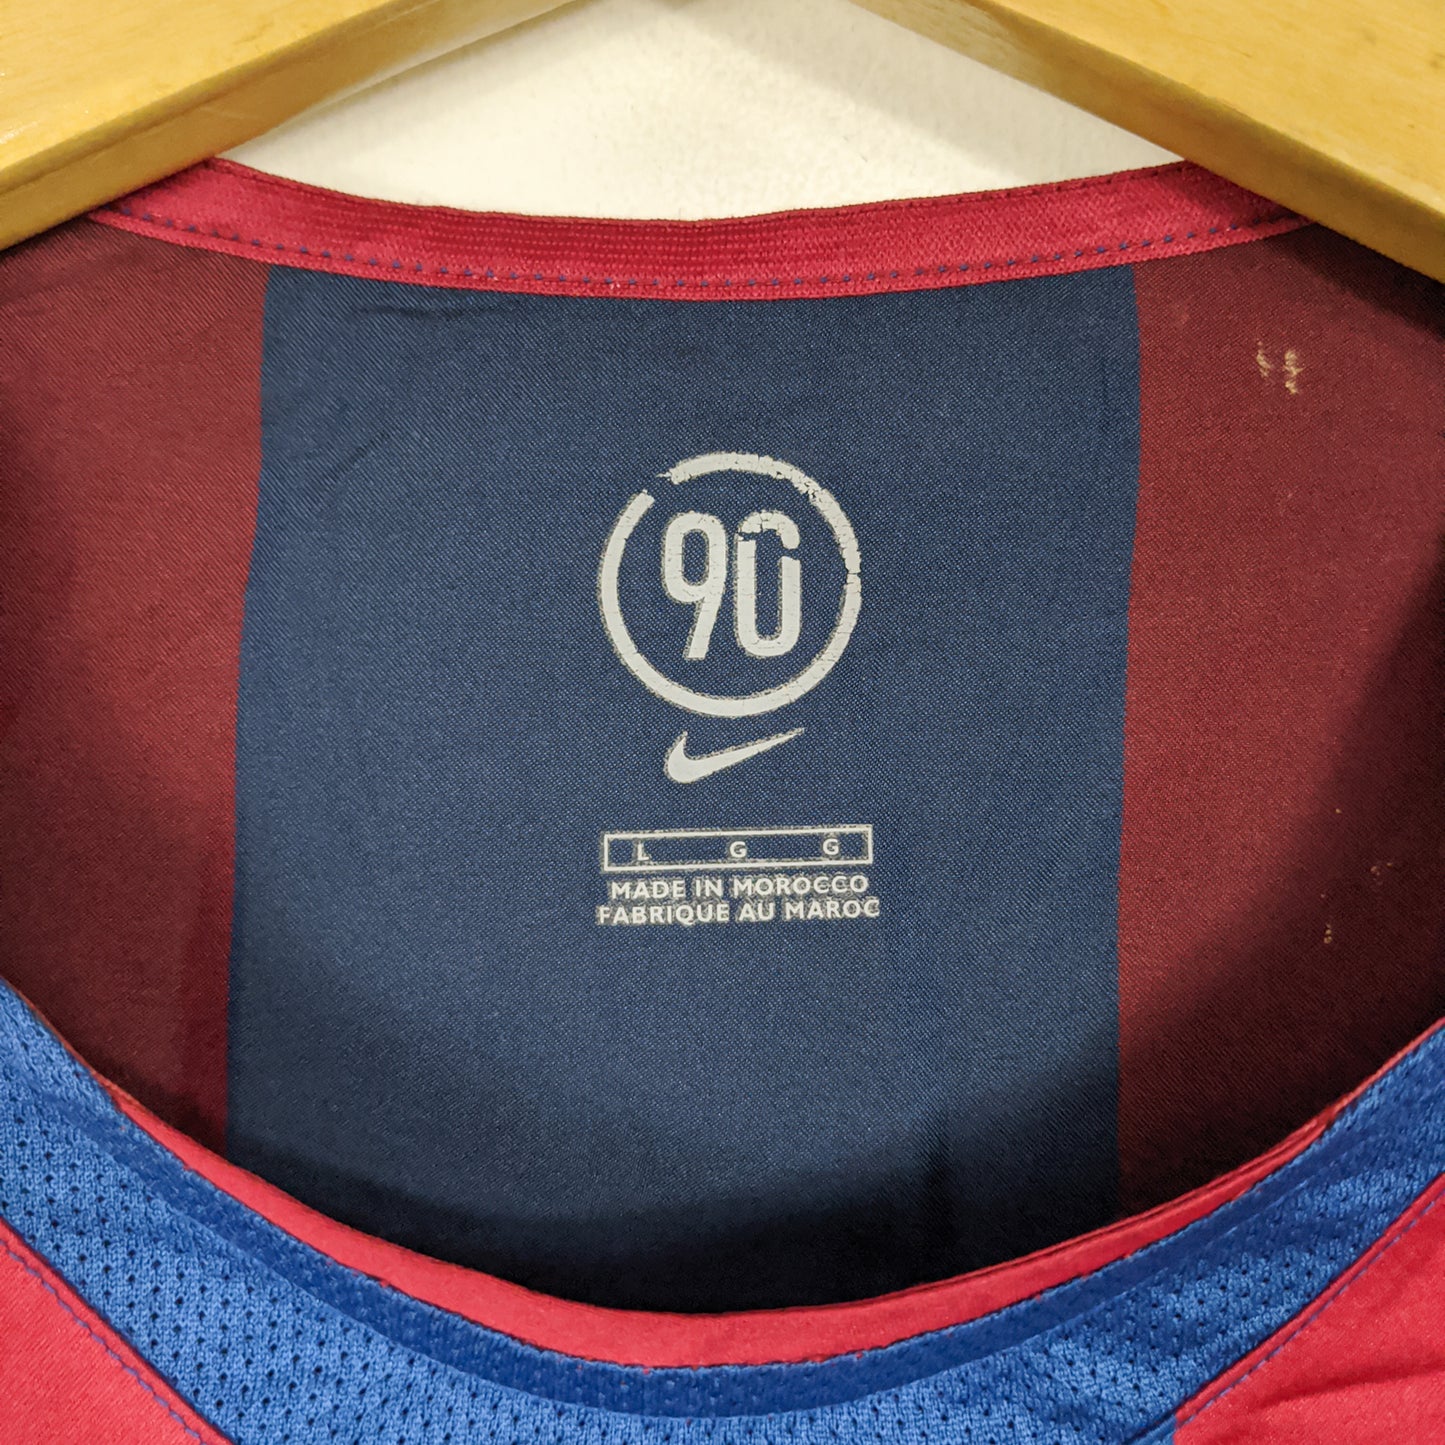 90
L G G
MADE IN MOROCCO
FABRIQUE AU MAROC